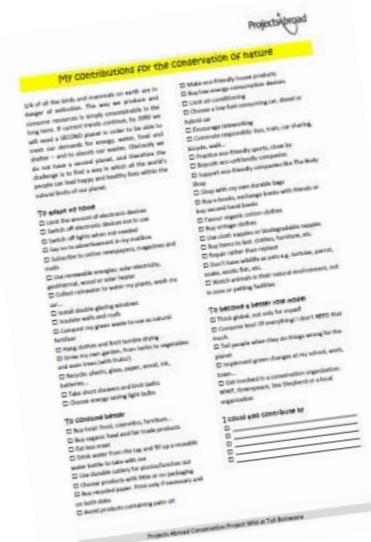 Projects Abroad
My contributions for the conservation of nature
1/4 of all the birds and mammals on earth are in
danger of extinction. The way we produce and
consume resources is simply unsustainable in the
long term. If current trends continue, by 2050 we
will need a SECOND planet in order to be able to
meet our demands for energy, water, food and
shelter – and to absorb our wastes. Obviously we
do not have a second planet, and therefore the
challenge is to find a way in which all the world's
people can lead happy and healthy lives within the
natural limits of our planet.
To adapt my home
☐ Limit the amount of electronic devices
☐ Switch off electronic devices not in use
☐ Switch off lights when not needed
☐ Say no to advertisement in my mailbox
☐ Subscribe to online newspapers, magazines and
mails
☐ Use renewable energies: solar electricity,
geothermal, wood or solar heater
☐ Collect rainwater to water my plants, wash my
car...
☐ Install double glazing windows
☐ Insulate walls and roofs
☐ Compost my green waste to use as natural
fertilizer
☐ Hang clothes and limit tumble drying
☐ Grow my own garden, from herbs to vegetables
and even trees (with fruits!)
☐ Recycle: plastic, glass, paper, wood, ink,
batteries...
☐ Take short showers and limit baths
☐ Choose energy saving light bulbs
To consume better
☐ Buy local: food, cosmetics, furniture...
☐ Buy organic food and fair trade products
☐ Eat less meat
☐ Drink water from the tap and fill up a reusable
water bottle to take with me
☐ Use durable cutlery for picnics/lunches out
☐ Choose products with little or no packaging
☐ Buy recycled paper. Print only if necessary and
on both sides
☐ Avoid products containing palm oil
☐ Make eco-friendly house products
☐ Buy low energy consumption devices
☐ Limit air-conditioning
☐ Choose a low fuel consuming car, diesel or
hybrid car
☐ Encourage teleworking
☐ Commute responsibly: bus, train, car sharing,
bicycle, walk...
☐ Practice eco-friendly sports, close by
☐ Boycott eco-unfriendly companies
☐ Support eco-friendly companies like The Body
Shop
☐ Shop with my own durable bags
☐ Buy e-books, exchange books with friends or
buy second hand books
☐ Favour organic cotton clothes
☐ Buy vintage clothes
☐ Use cloth nappies or biodegradable nappies
☐ Buy items to last: clothes, furniture, etc.
☐ Repair rather than replace
☐ Don't have wildlife as pets e.g. tortoise, parrot,
snake, exotic fish, etc.
☐ Watch animals in their natural environment, not
in zoos or petting facilities
To become a better role model
☐ Think global, not only for myself
☐ Consume less! Of everything! I don't NEED that
much.
☐ Tell people when they do things wrong for the
planet
☐ Implement green changes at my school, work,
town...
☐ Get involved in a conservation organization:
WWF, Greenpeace, Sea Shepherd or a local
organization
I could also contribute by
☐
☐
☐
☐
☐
Projects Abroad Conservation Project Wild at Tuli Botswana